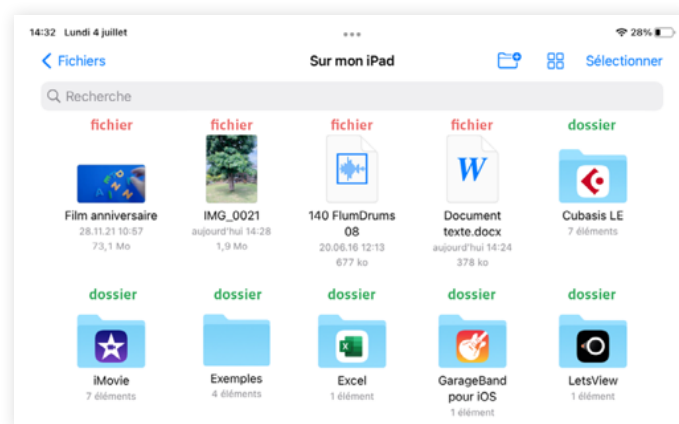 14:32 Lundi 4 juillet
28%
Fichiers
Sur mon iPad
Sélectionner
Recherche
fichier fichier fichier fichier dossier
W
Film anniversaire IMG_0021 140 FlumDrums Document Cubasis LE
28.11.21 10:57 aujourd'hui 14:28 08 texte.docx 7 éléments
73,1 Mo 1,9 Mo 20.06.16 12:13 aujourd'hui 14:24
677 ko 378 ko
dossier dossier dossier dossier dossier
iMovie Exemples Excel GarageBand LetsView
7 éléments 4 éléments 1 élément pour iOS 1 élément
1 élément